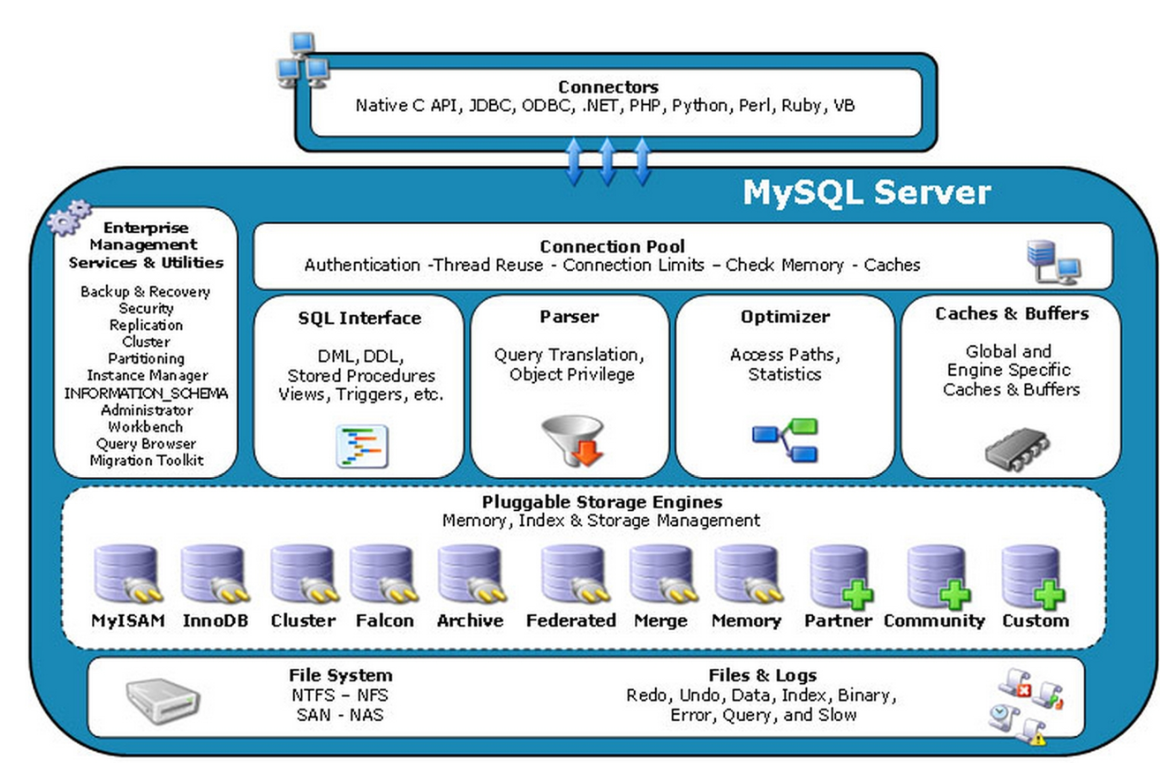 Connectors
Native C API, JDBC, ODBC, .NET, PHP, Python, Perl, Ruby, VB
MySQL Server
Enterprise
Management
Services & Utilities
Backup & Recovery
Security
Replication
Cluster
Partitioning
Instance Manager
INFORMATION_SCHEMA
Administrator
Workbench
Query Browser
Migration Toolkit
Connection Pool
Authentication -Thread Reuse - Connection Limits – Check Memory - Caches
SQL Interface
DML, DDL,
Stored Procedures
Views, Triggers, etc.
Parser
Query Translation,
Object Privilege
Optimizer
Access Paths,
Statistics
Caches & Buffers
Global and
Engine Specific
Caches & Buffers
Pluggable Storage Engines
Memory, Index & Storage Management
MyISAM InnoDB Cluster Falcon Archive Federated Merge Memory Partner Community Custom
File System
NTFS – NFS
SAN - NAS
Files & Logs
Redo, Undo, Data, Index, Binary,
Error, Query, and Slow